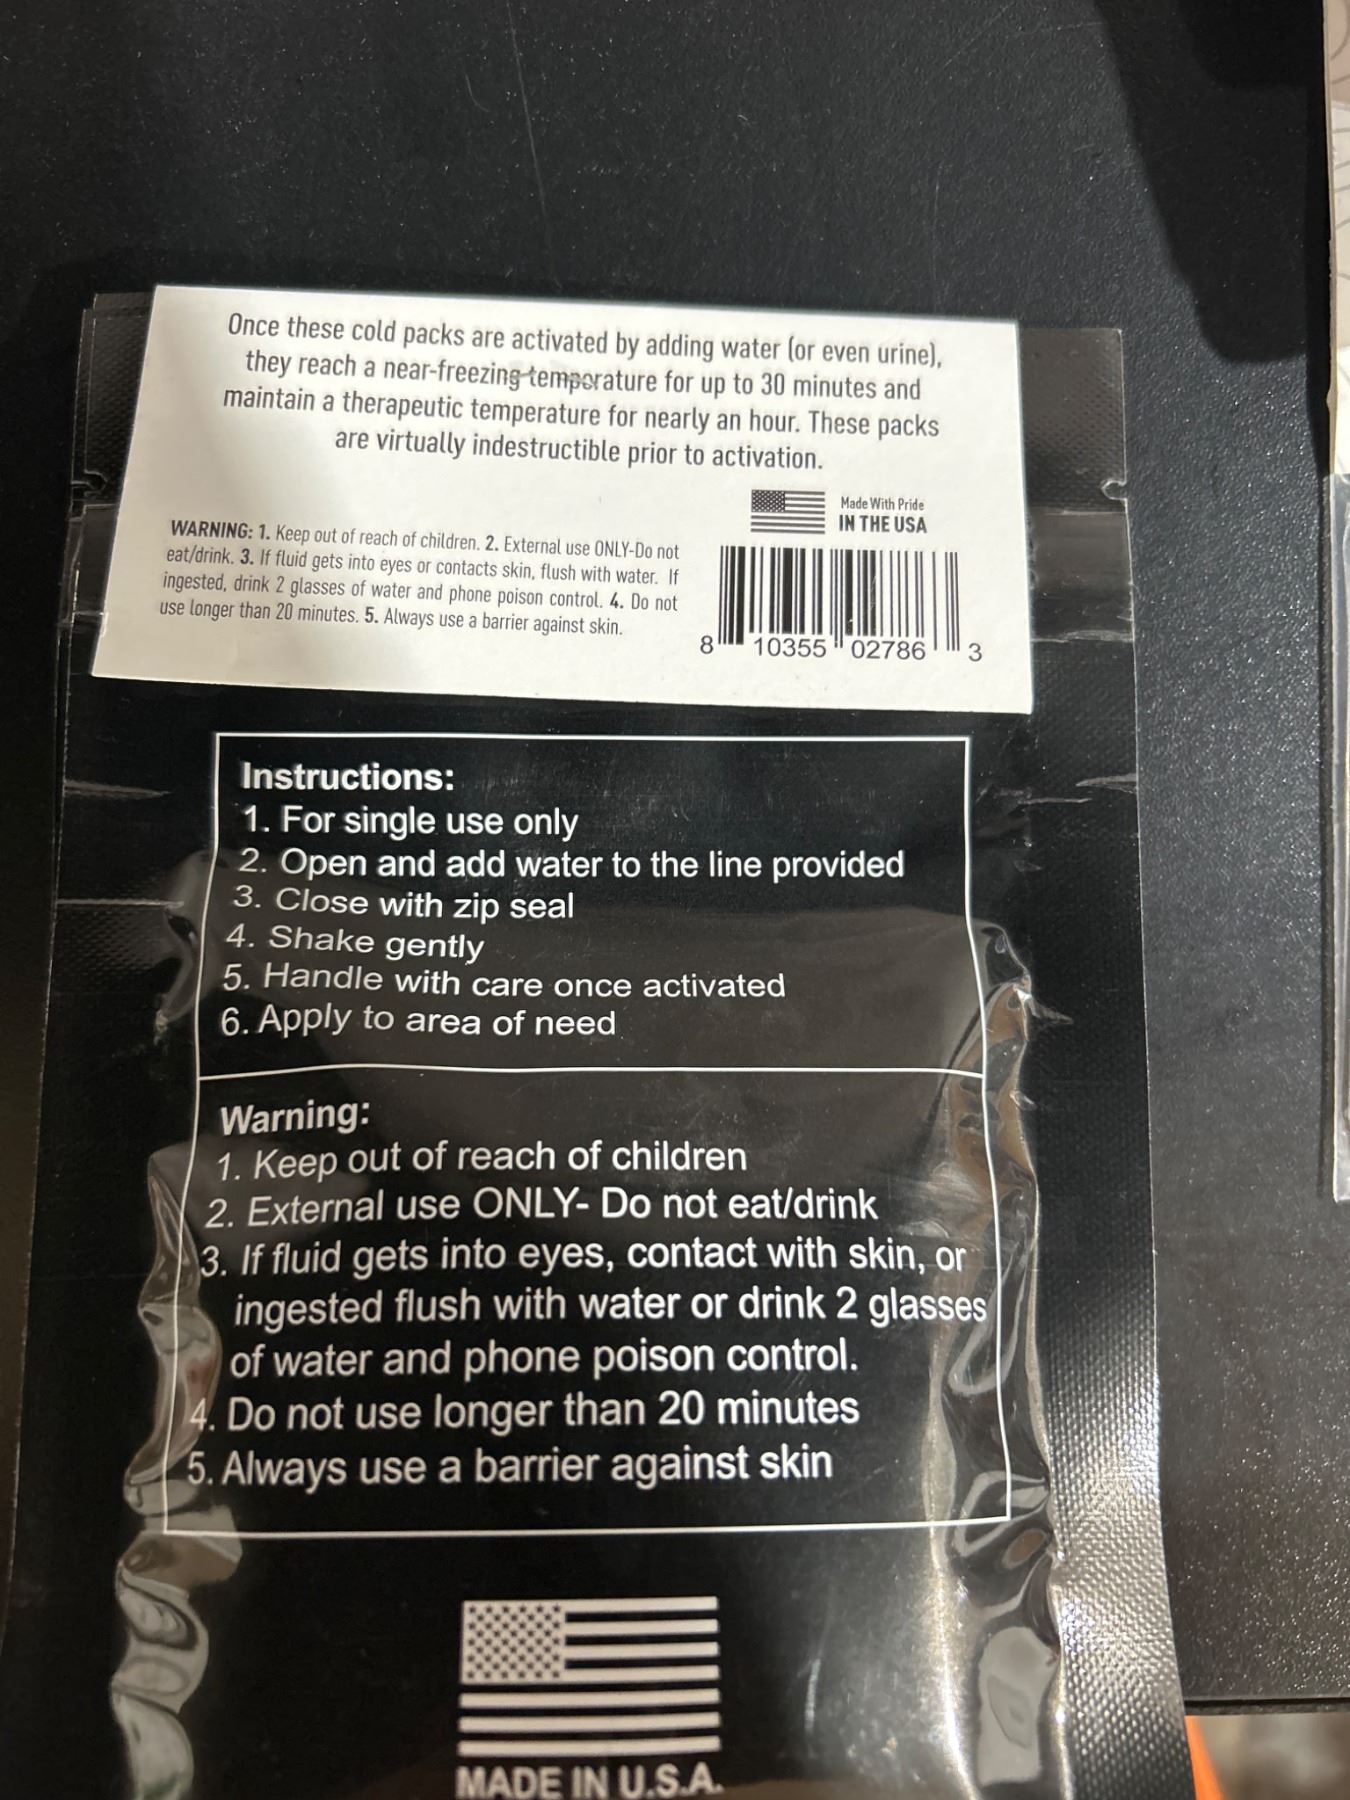 Once these cold packs are activated by adding water (or even urine),
they reach a near-freezing temperature for up to 30 minutes and
maintain a therapeutic temperature for nearly an hour. These packs
are virtually indestructible prior to activation.
Made With Pride
IN THE USA
WARNING: 1. Keep out of reach of children. 2. External use ONLY-Do not
eat/drink. 3. If fluid gets into eyes or contacts skin, flush with water. If
ingested, drink 2 glasses of water and phone poison control. 4. Do not
use longer than 20 minutes. 5. Always use a barrier against skin.
8 10355 02786 3
Instructions:
1. For single use only
2. Open and add water to the line provided
3. Close with zip seal
4. Shake gently
5. Handle with care once activated
6. Apply to area of need
Warning:
1. Keep out of reach of children
2. External use ONLY- Do not eat/drink
3. If fluid gets into eyes, contact with skin, or
ingested flush with water or drink 2 glasses
of water and phone poison control.
4. Do not use longer than 20 minutes
5. Always use a barrier against skin
MADE IN U.S.A.